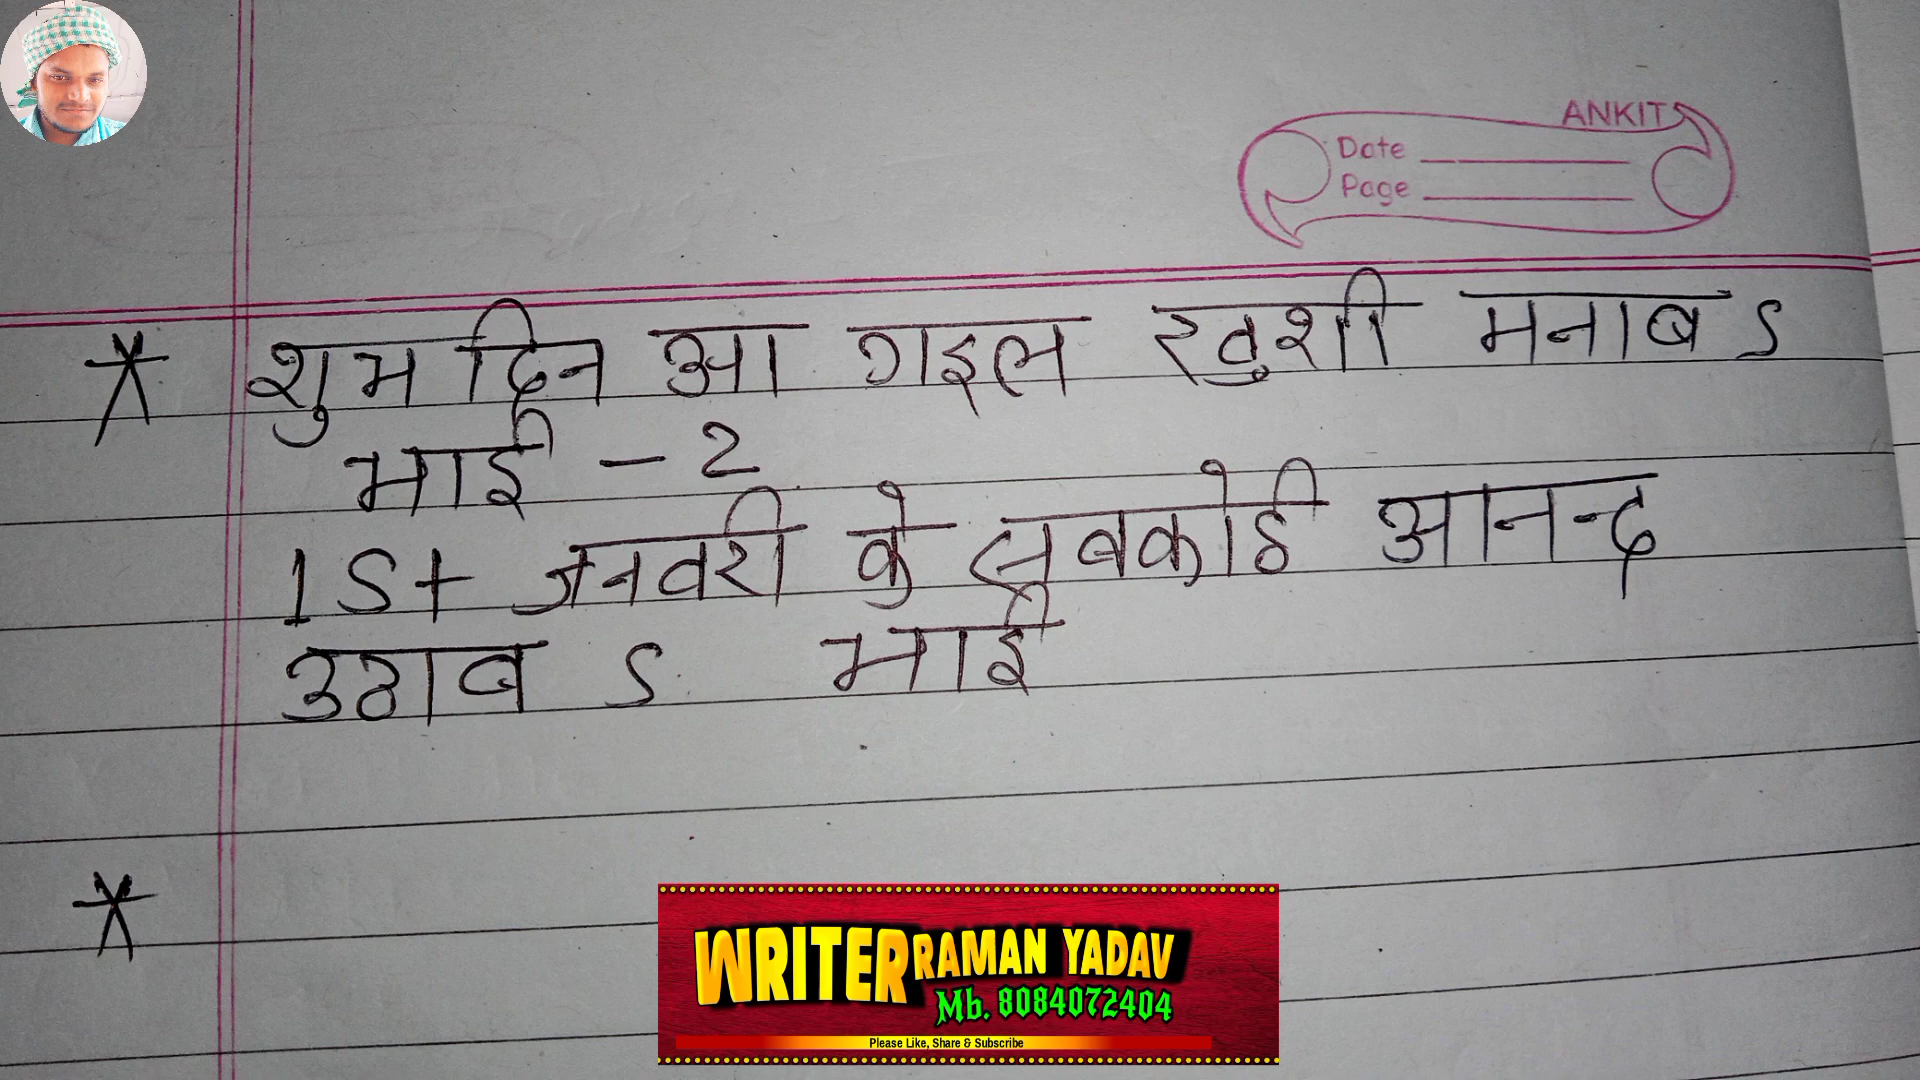 ANKIT
Date
Page
* शुभ दिन आ गइल खुशी मनाब ऽ
भाई - 2
1st जनवरी के सुबकोई आनन्द
उठाब ऽ भाई
*
WRITER RAMAN YADAV
Mb. 8084072404
Please Like, Share & Subscribe